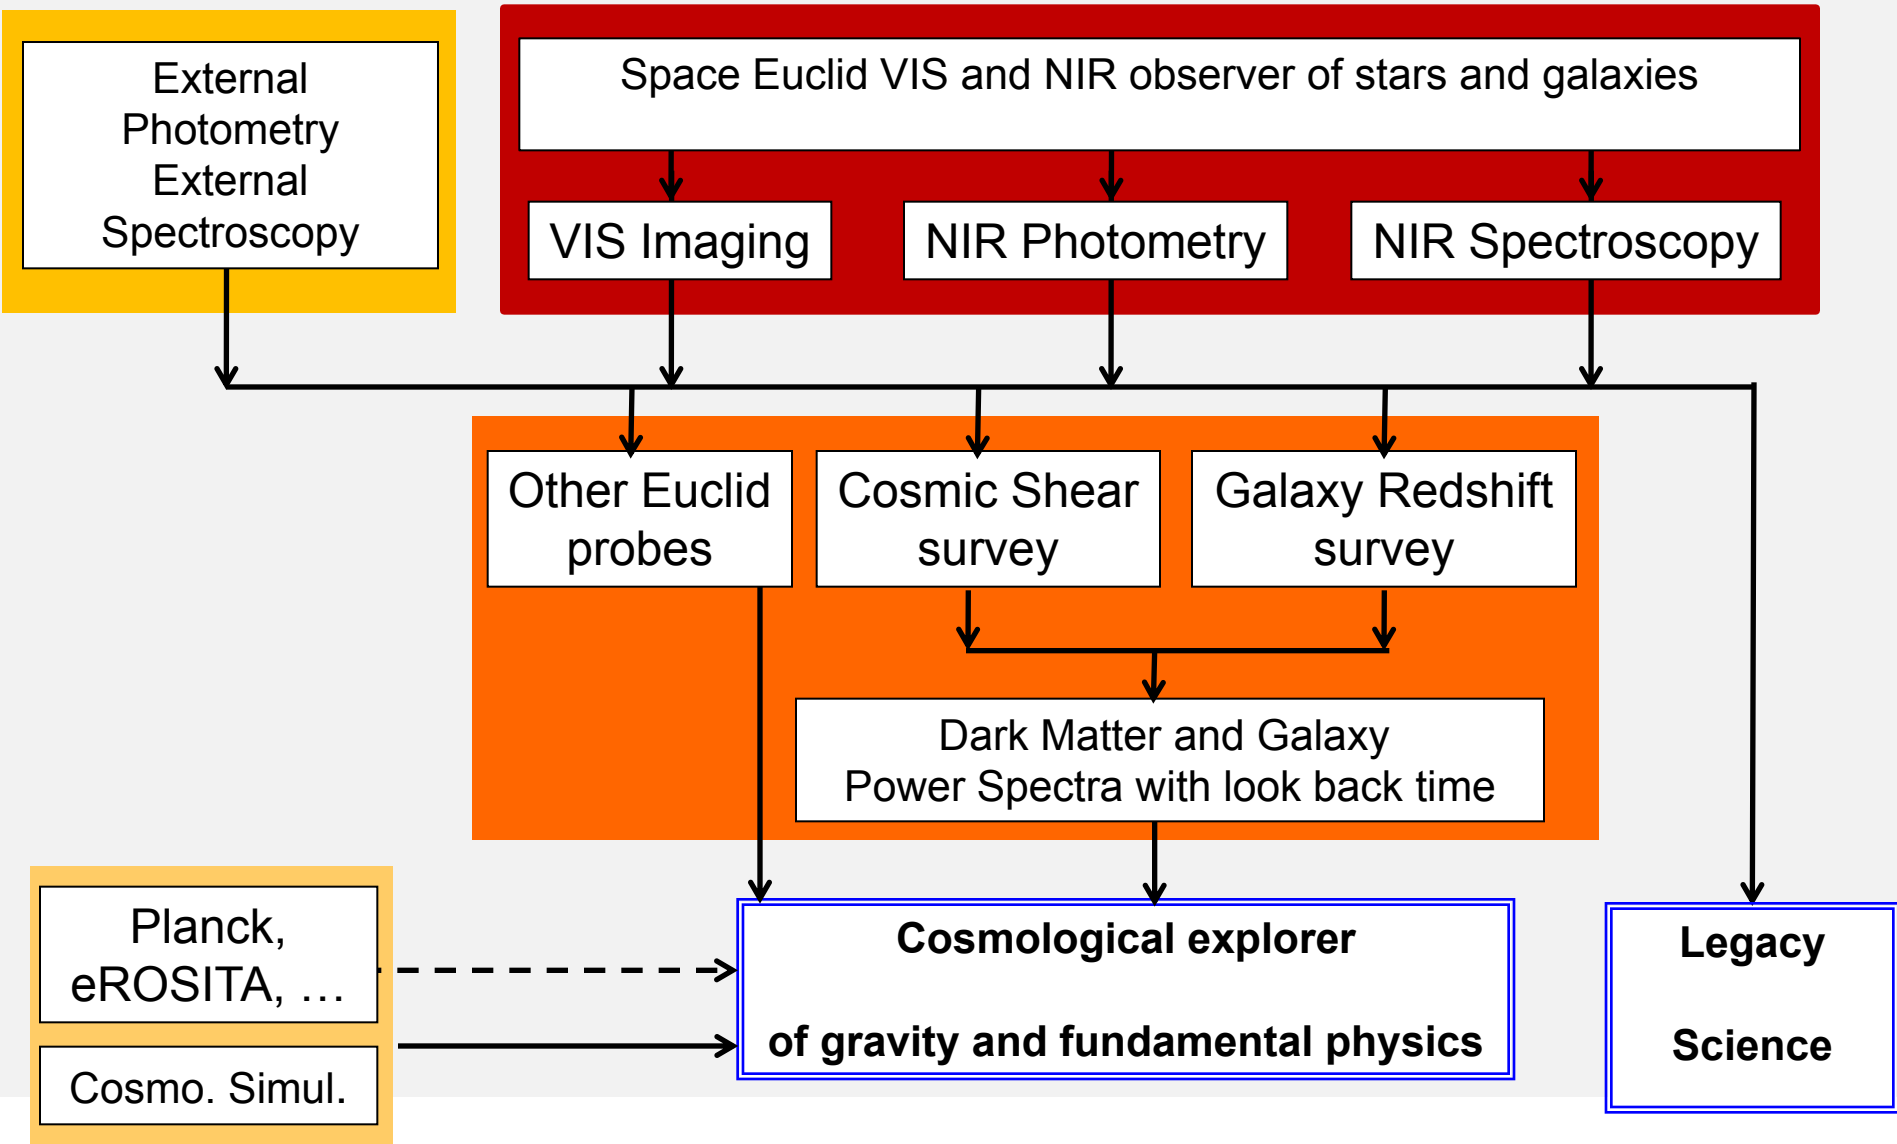 External
Photometry
External
Spectroscopy
Space Euclid VIS and NIR observer of stars and galaxies
VIS Imaging
NIR Photometry
NIR Spectroscopy
Other Euclid
probes
Cosmic Shear
survey
Galaxy Redshift
survey
Dark Matter and Galaxy
Power Spectra with look back time
Planck,
eROSITA, …
Cosmo. Simul.
Cosmological explorer
of gravity and fundamental physics
Legacy
Science